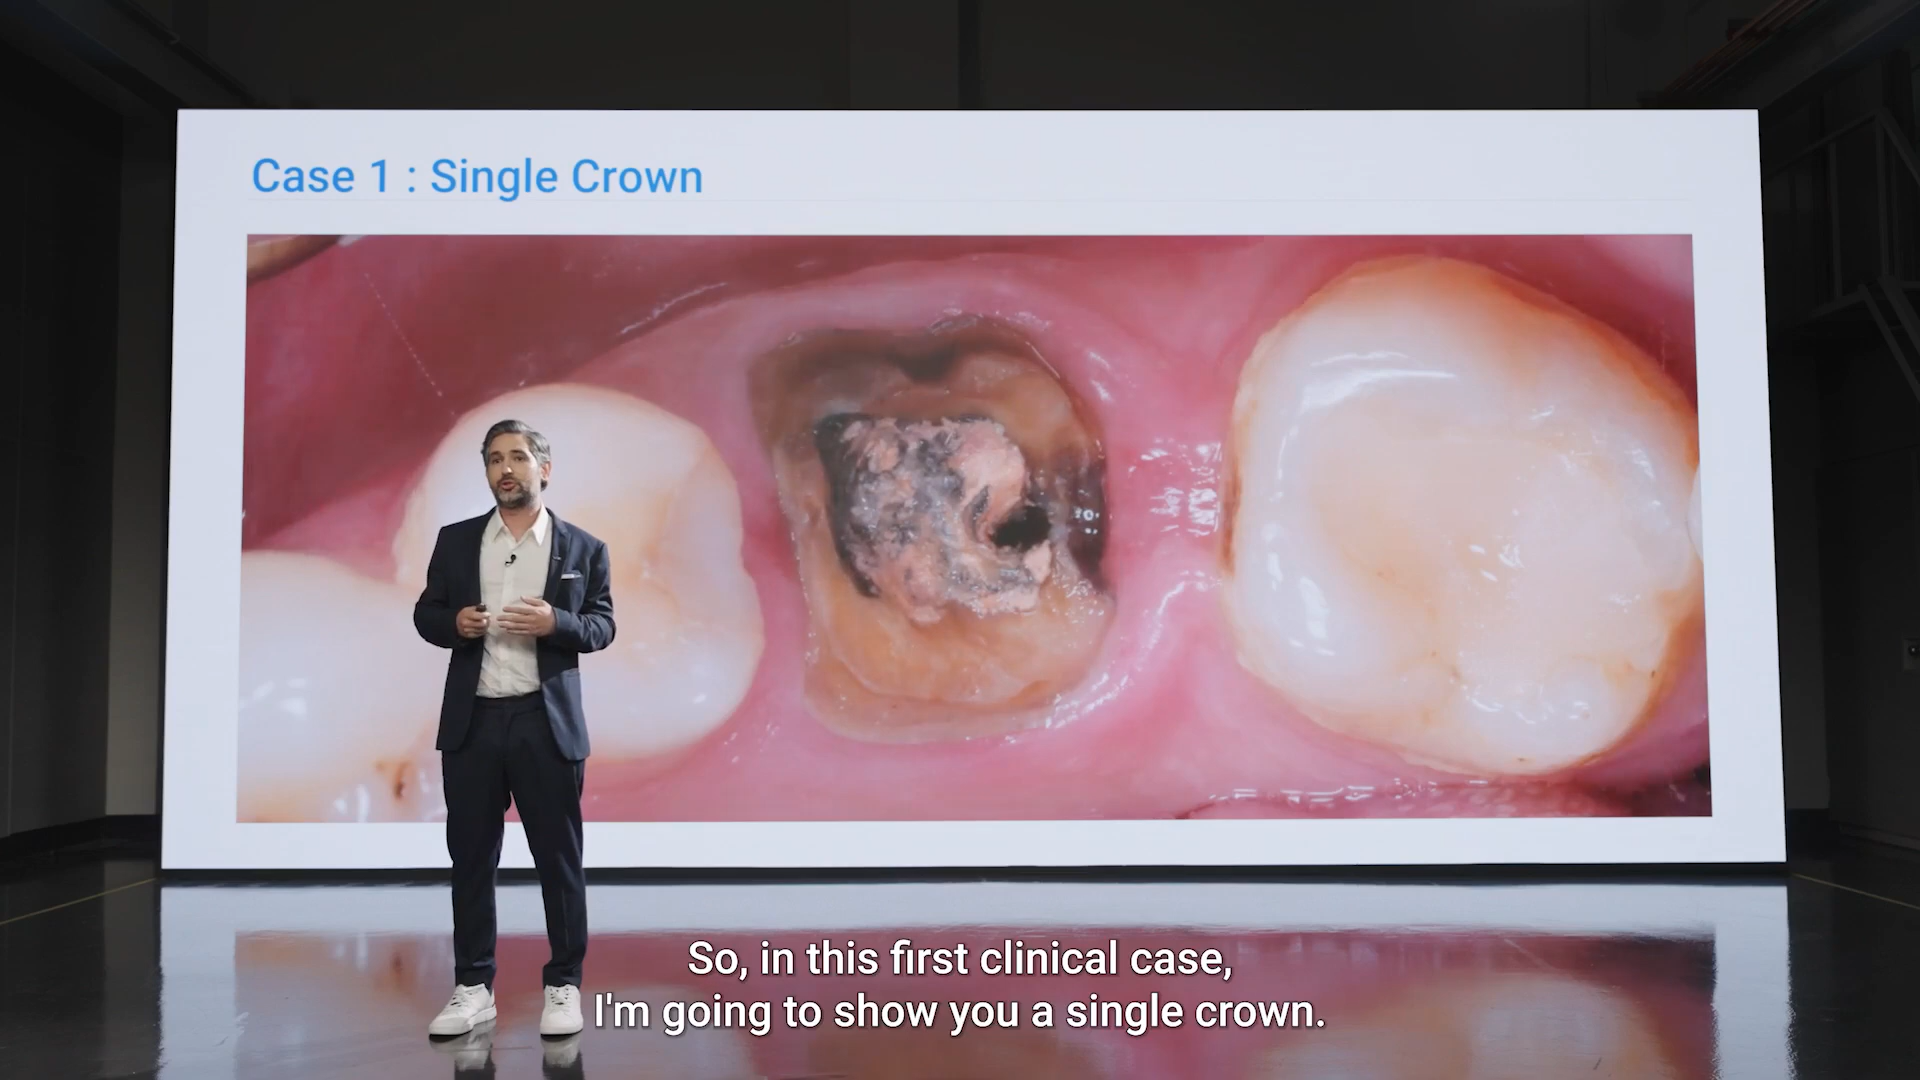 Case 1 : Single Crown
So, in this first clinical case,
I'm going to show you a single crown.